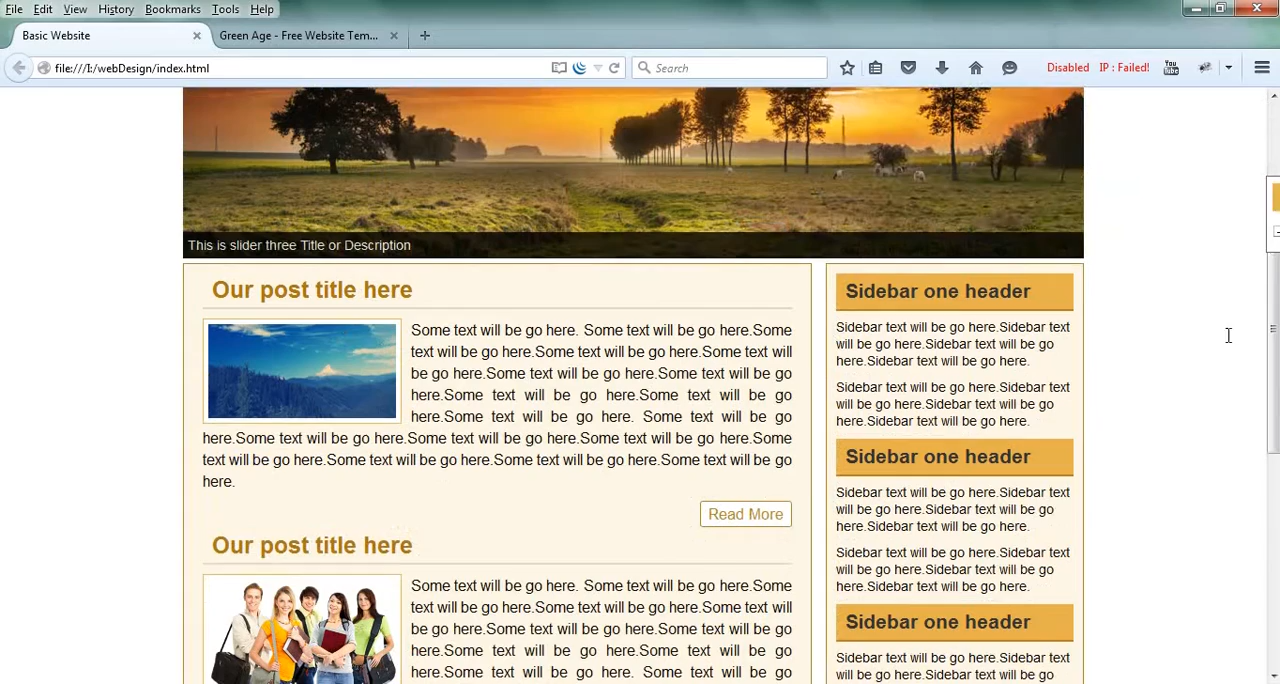 File Edit View History Bookmarks Tools Help
Basic Website
Green Age - Free Website Tem...
file:///I:/webDesign/index.html
Search
Disabled IP : Failed!
You Tube
This is slider three Title or Description
Our post title here
Some text will be go here. Some text will be go here.Some
text will be go here.Some text will be go here.Some text
will be go here.Some text will be go here.Some text will be go
here.Some text will be go here.Some text will be go
here.Some text will be go here. Some text will be go
here.Some text will be go here.Some text will be go here.Some text will be go here.Some
text will be go here.Some text will be go here.Some text will be go here.Some text will be go
here.
Read More
Our post title here
Some text will be go here. Some text will be go here.Some
text will be go here.Some text will be go here.Some text
will be go here.Some text will be go here.Some text will be go
here.Some text will be go here.Some text will be go
here.Some text will be go here. Some text will be go
Sidebar one header
Sidebar text will be go here.Sidebar text
will be go here.Sidebar text will be go
here.Sidebar text will be go here.
Sidebar text will be go here.Sidebar text
will be go here.Sidebar text will be go
here.Sidebar text will be go here.
Sidebar one header
Sidebar text will be go here.Sidebar text
will be go here.Sidebar text will be go
here.Sidebar text will be go here.
Sidebar text will be go here.Sidebar text
will be go here.Sidebar text will be go
here.Sidebar text will be go here.
Sidebar one header
Sidebar text will be go here.Sidebar text
will be go here.Sidebar text will be go